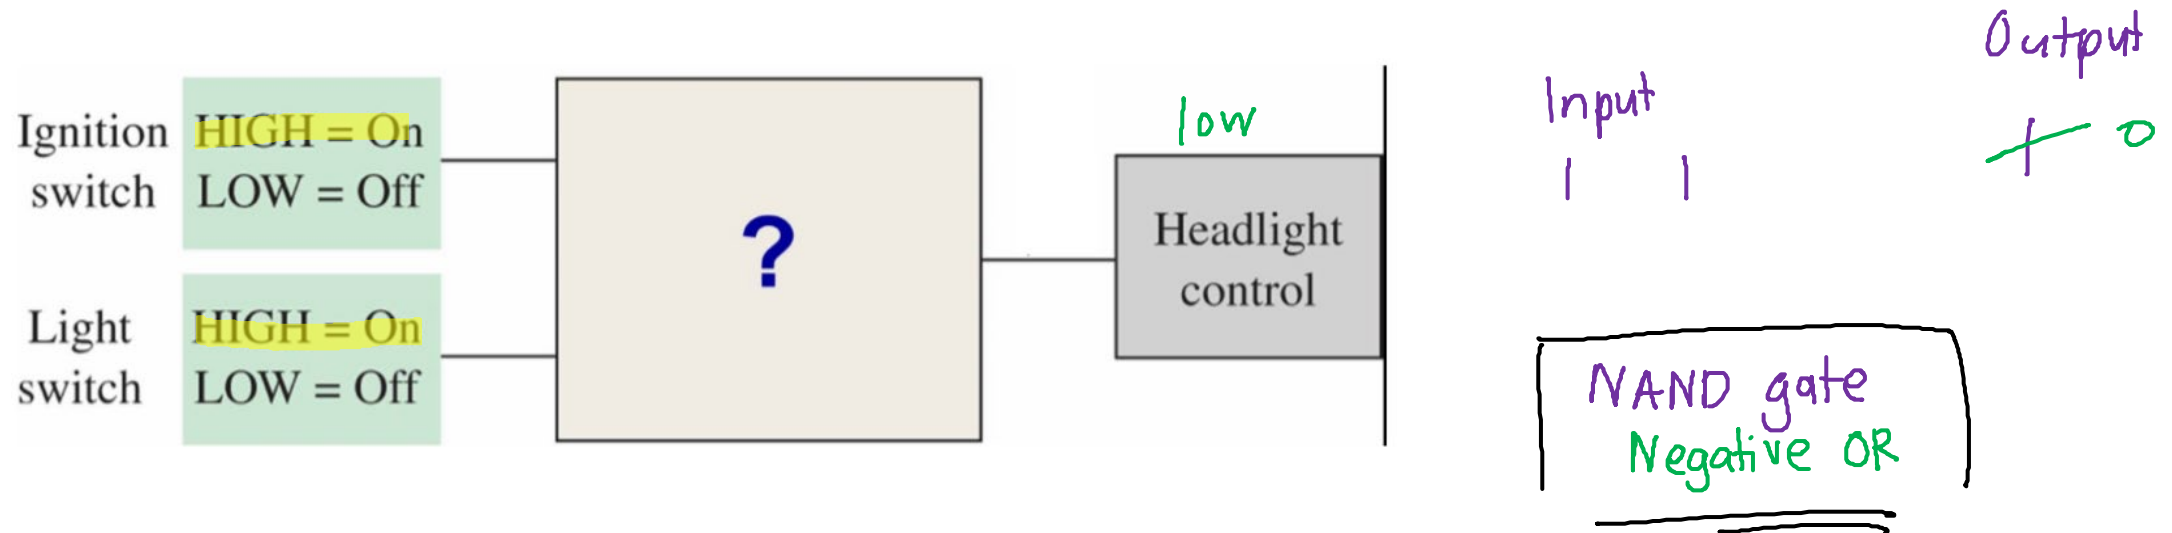 Ignition
switch
HIGH = On
LOW = Off
Light
switch
HIGH = On
LOW = Off
?
low
Headlight
control
Input
1 1
Output
1 0
NAND gate
Negative OR